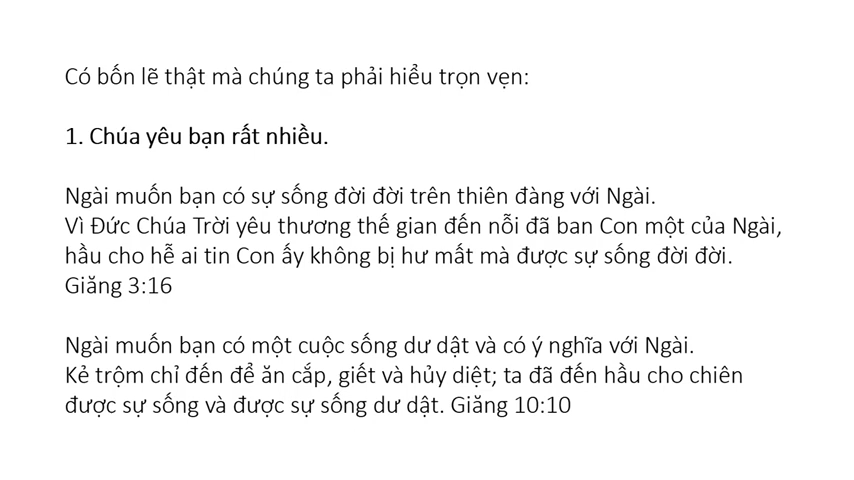 Có bốn lẽ thật mà chúng ta phải hiểu trọn vẹn:
1. Chúa yêu bạn rất nhiều.
Ngài muốn bạn có sự sống đời đời trên thiên đàng với Ngài.
Vì Đức Chúa Trời yêu thương thế gian đến nỗi đã ban Con một của Ngài,
hầu cho hễ ai tin Con ấy không bị hư mất mà được sự sống đời đời.
Giăng 3:16
Ngài muốn bạn có một cuộc sống dư dật và có ý nghĩa với Ngài.
Kẻ trộm chỉ đến để ăn cắp, giết và hủy diệt; ta đã đến hầu cho chiên
được sự sống và được sự sống dư dật. Giăng 10:10